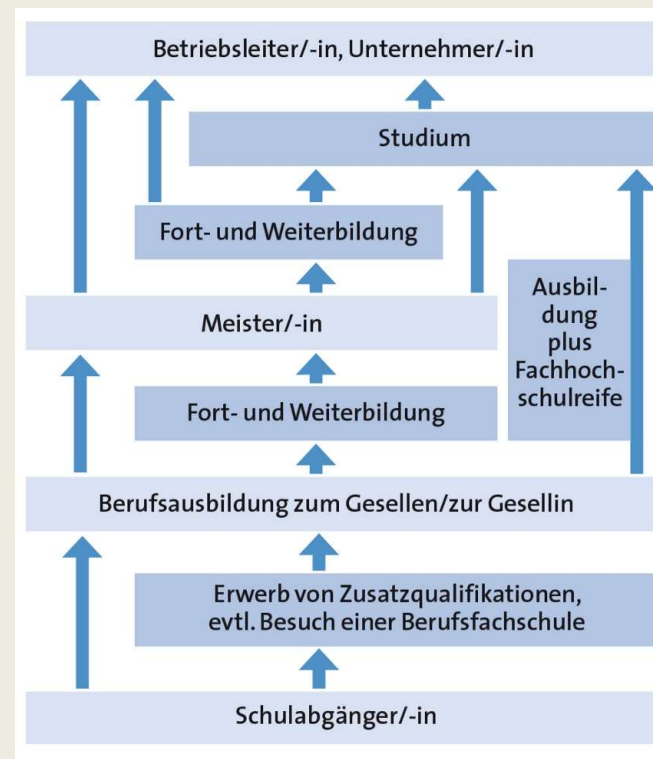 Betriebsleiter/-in, Unternehmer/-in
Studium
Fort- und Weiterbildung
Ausbil-
dung
plus
Fachhoch-
schulreife
Meister/-in
Fort- und Weiterbildung
Berufsausbildung zum Gesellen/zur Gesellin
Erwerb von Zusatzqualifikationen,
evtl. Besuch einer Berufsfachschule
Schulabgänger/-in